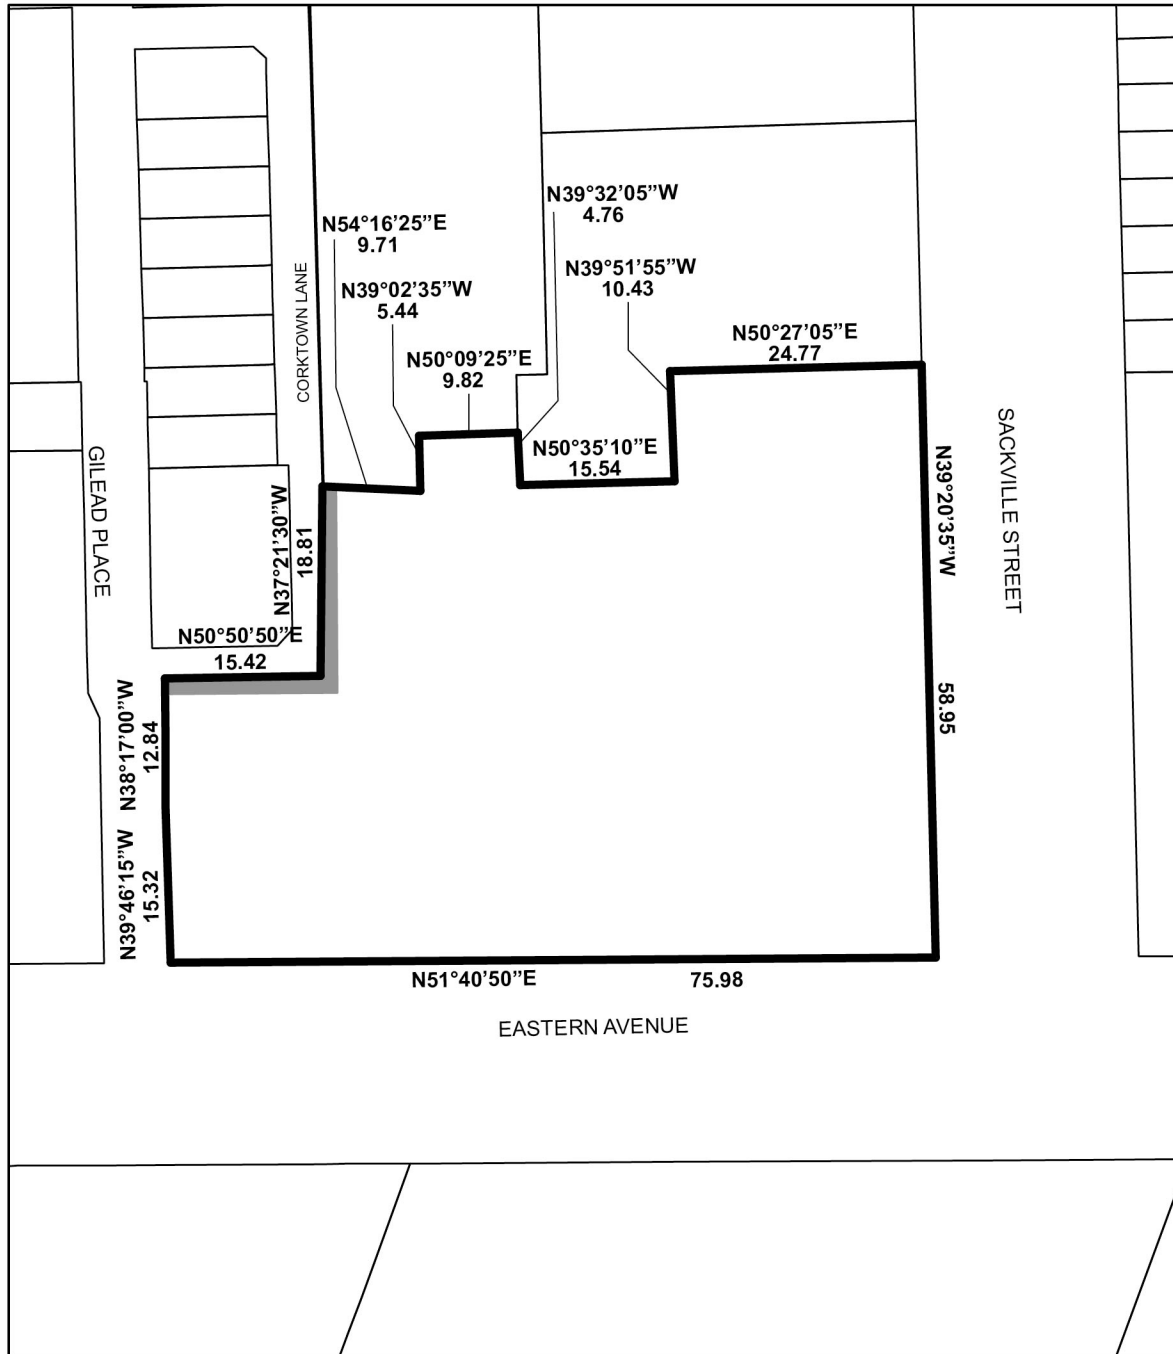 N39°32’05”W
4.76
N54°16’25”E
9.71
N39°51’55”W
10.43
N39°02’35”W
5.44
CORKTOWN LANE
N50°27’05”E
24.77
N50°09’25”E
9.82
N50°35’10”E
15.54
GILEAD PLACE
SACKVILLE STREET
N39°20’35”W
58.95
N37°21’30”W
18.81
N50°50’50”E
15.42
N38°17’00”W
12.84
N39°46’15”W
15.32
N51°40’50”E 75.98
EASTERN AVENUE